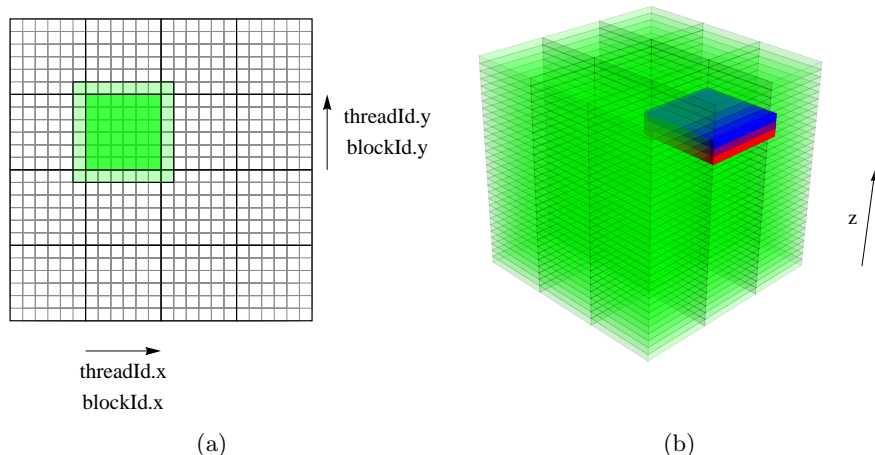 threadId.y
blockId.y
z
threadId.x
blockId.x
(a)
(b)